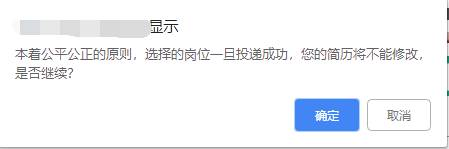 显示
本着公平公正的原则，选择的岗位一旦投递成功，您的简历将不能修改，
是否继续？
确定
取消